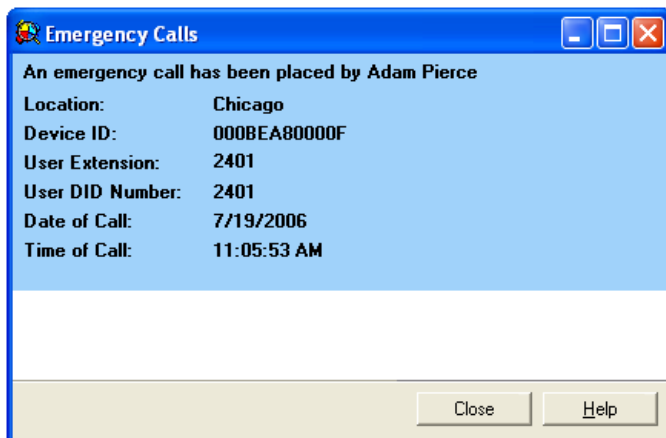 Emergency Calls
An emergency call has been placed by Adam Pierce
Location: Chicago
Device ID: 000BEA80000F
User Extension: 2401
User DID Number: 2401
Date of Call: 7/19/2006
Time of Call: 11:05:53 AM
Close Help